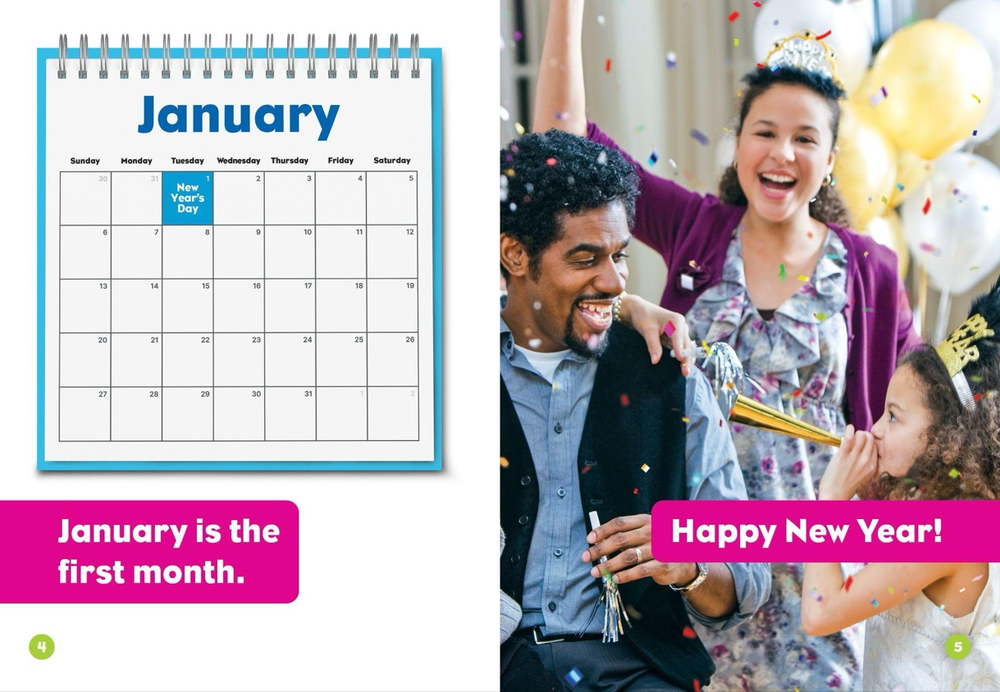 January
Sunday Monday Tuesday Wednesday Thursday Friday Saturday
30 31 1 2 3 4 5
New
Year's
Day
6 7 8 9 10 11 12
13 14 15 16 17 18 19
20 21 22 23 24 25 26
27 28 29 30 31 1 2
January is the
first month.
4
HAPPY
Happy New Year!
5